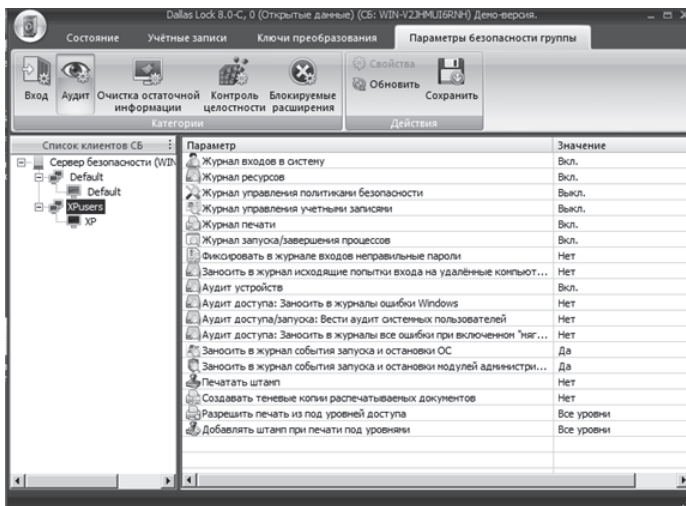 Dallas Lock 8.0-C, 0 (Открытые данные) (СБ: WIN-V2JHMUI6RNH) Демо-версия.
Состояние Учётные записи Ключи преобразования Параметры безопасности группы
Вход Аудит Очистка остаточной информации Контроль целостности Блокируемые расширения
Свойства
Обновить
Сохранить
Категории Действия
Список клиентов СБ
Сервер безопасности (WIN
Default
Default
XPusers
XP
Параметр Значение
Журнал входов в систему Вкл.
Журнал ресурсов Вкл.
Журнал управления политиками безопасности Выкл.
Журнал управления учетными записями Выкл.
Журнал печати Вкл.
Журнал запуска/завершения процессов Вкл.
Фиксировать в журнале входов неправильные пароли Нет
Заносить в журнал исходящие попытки входа на удалённые компьют... Нет
Аудит устройств Вкл.
Аудит доступа: Заносить в журналы ошибки Windows Нет
Аудит доступа/запуска: Вести аудит системных пользователей Нет
Аудит доступа: Заносить в журналы все ошибки при включенном "мяг... Нет
Заносить в журнал события запуска и остановки ОС Да
Заносить в журнал события запуска и остановки модулей администри... Да
Печатать штамп Нет
Создавать теневые копии распечатываемых документов Нет
Разрешить печать из под уровней доступа Все уровни
Добавлять штамп при печати под уровнями Все уровни